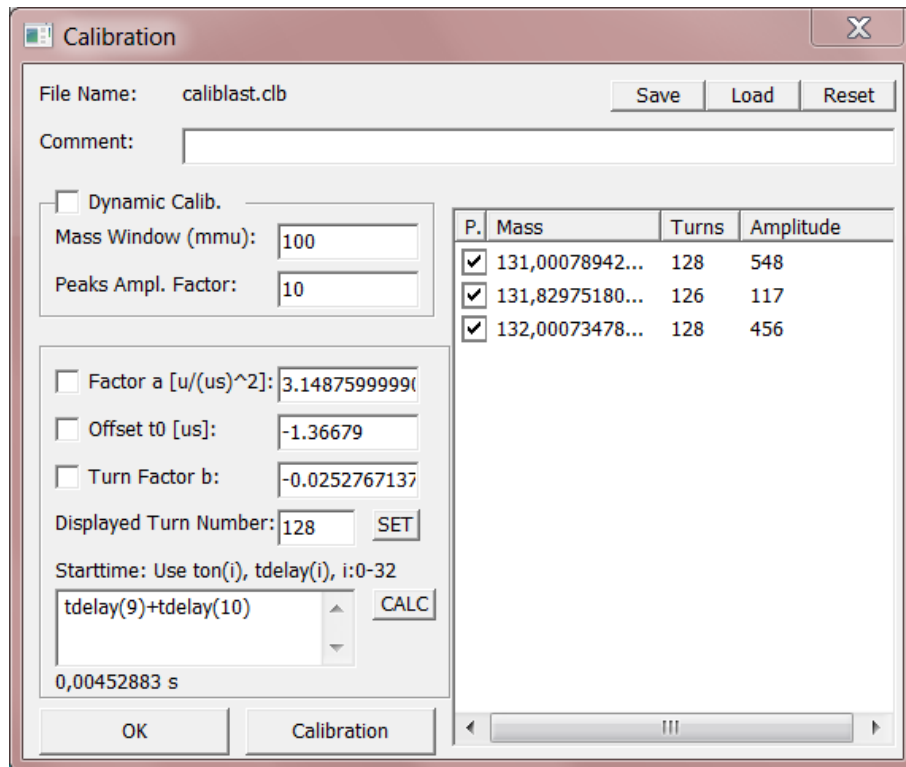 Calibration
File Name: caliblast.clb Save Load Reset
Comment:
Dynamic Calib.
Mass Window (mmu): 100
Peaks Ampl. Factor: 10
P. Mass Turns Amplitude
131,00078942... 128 548
131,82975180... 126 117
132,00073478... 128 456
Factor a [u/(us)^2]: 3.1487599999(
Offset t0 [us]: -1.36679
Turn Factor b: -0.0252767137
Displayed Turn Number: 128 SET
Starttime: Use ton(i), tdelay(i), i:0-32
tdelay(9)+tdelay(10) CALC
0,00452883 s
OK Calibration